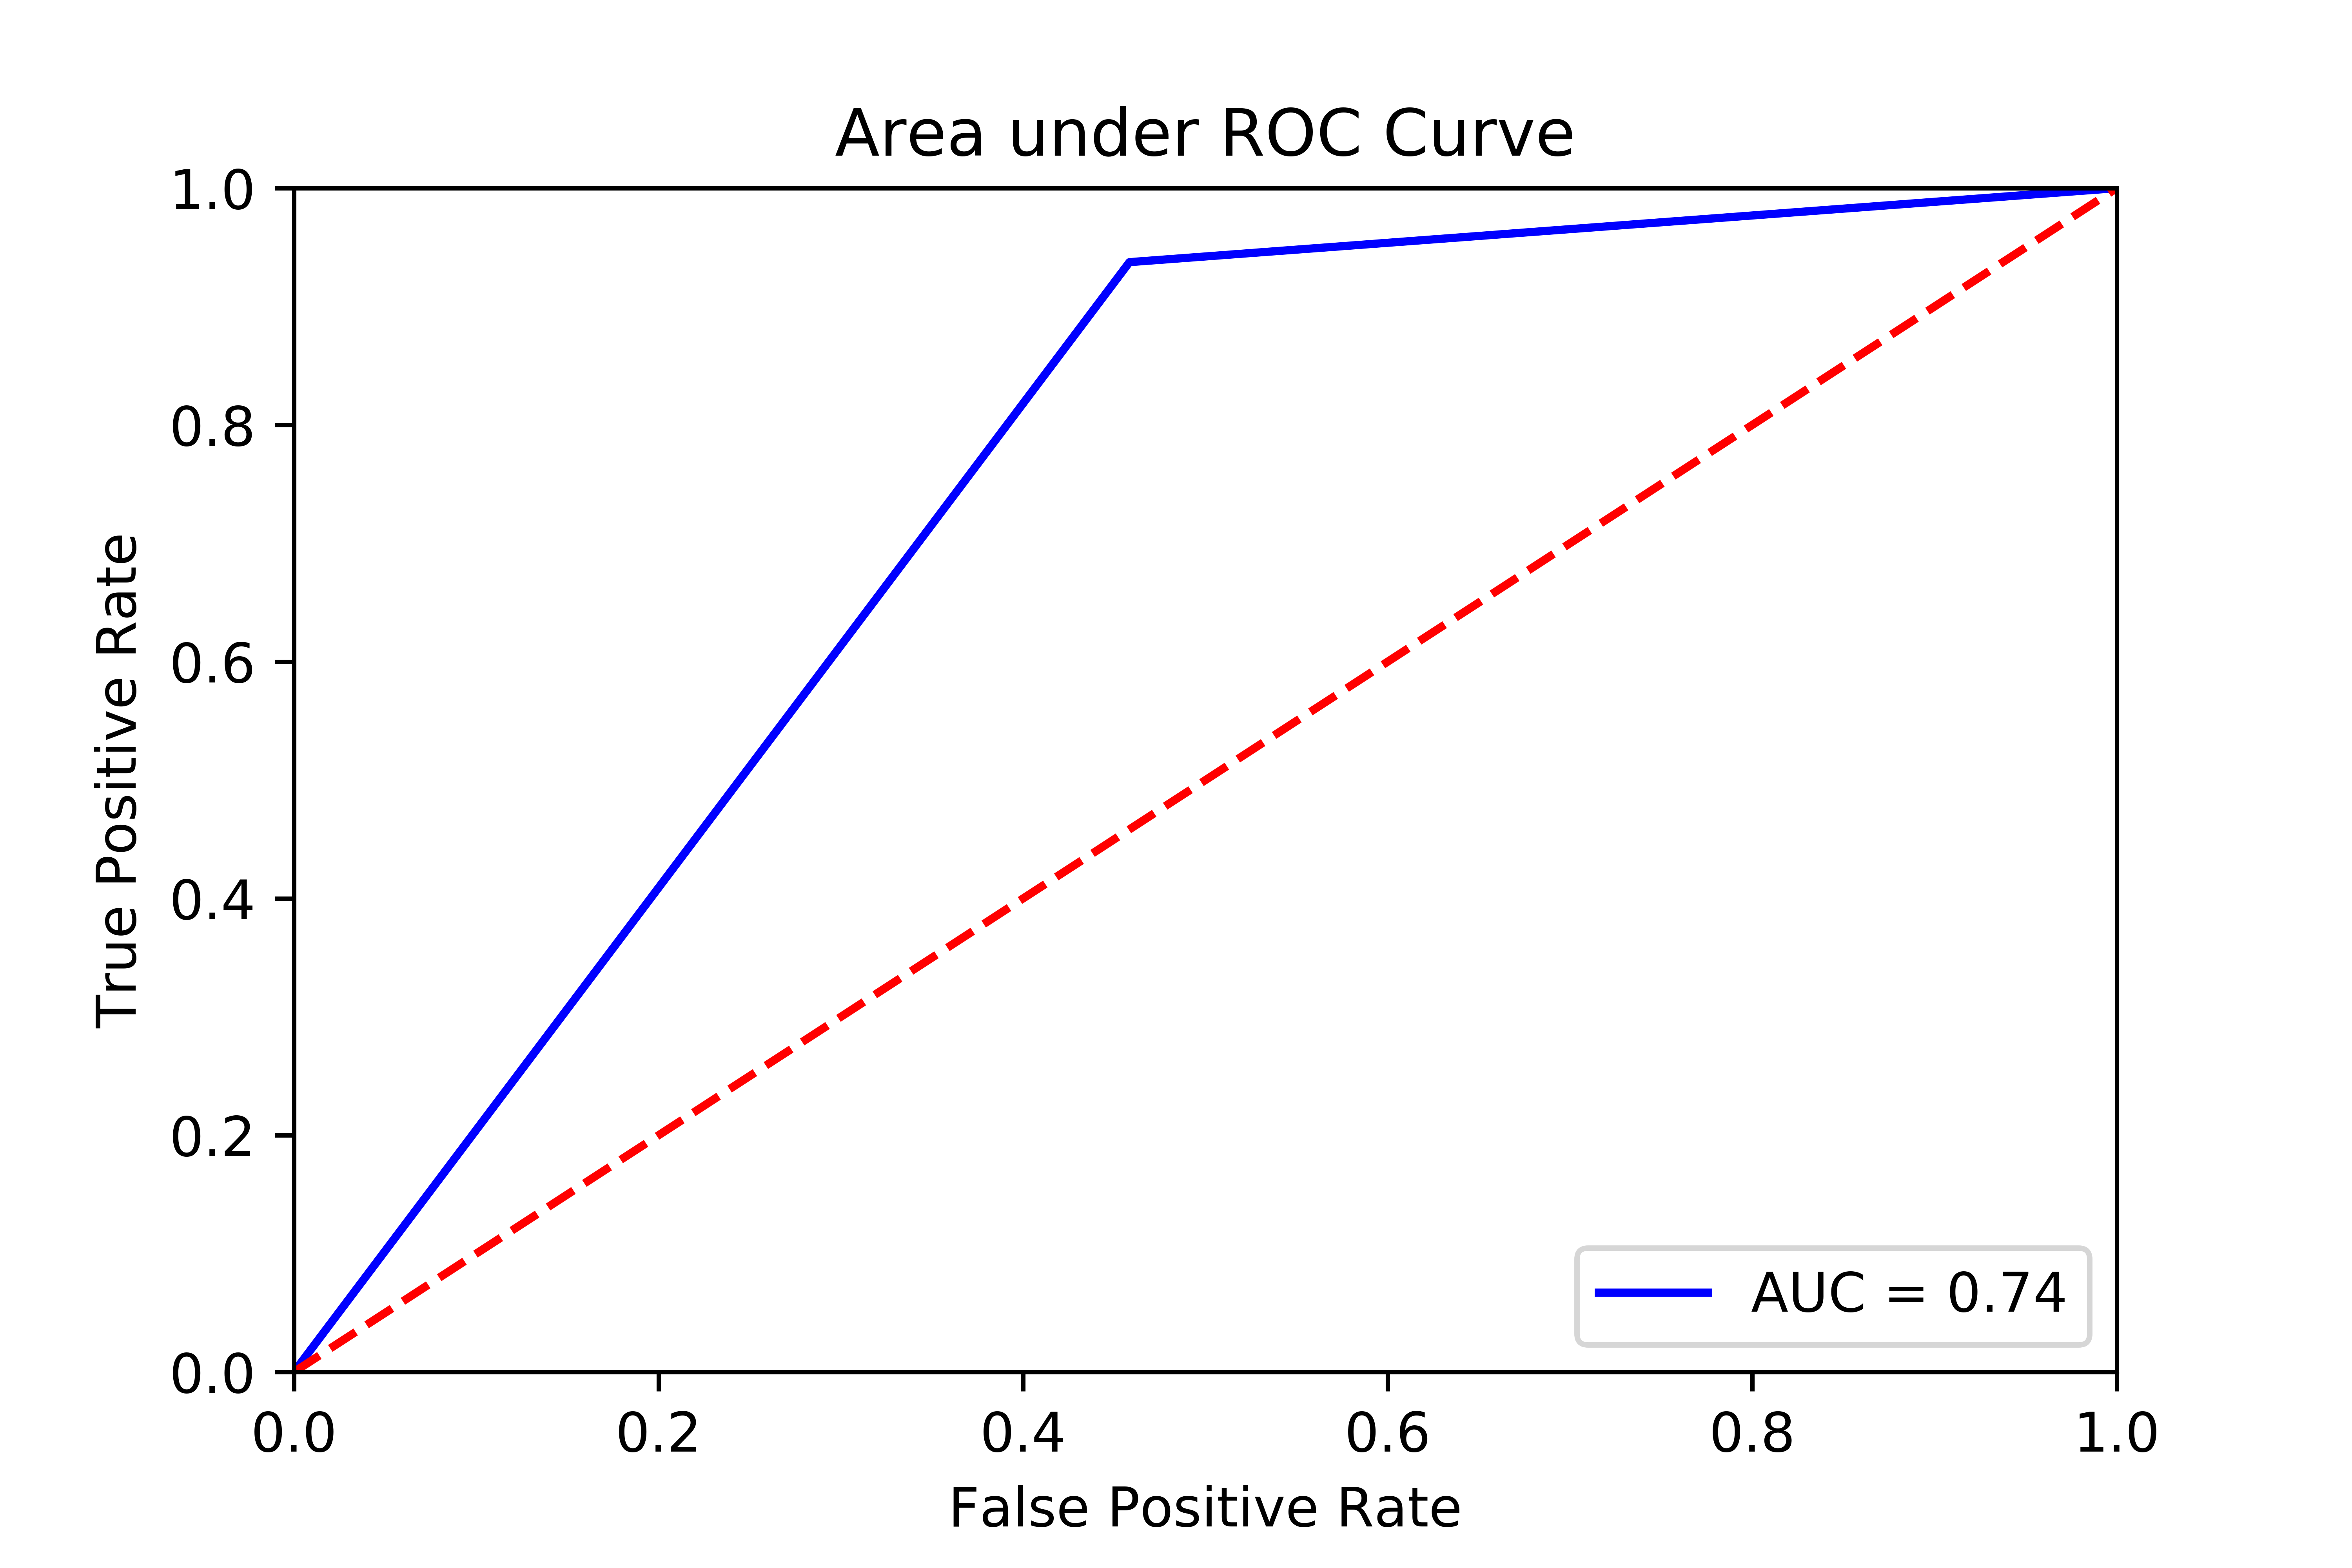 Area under ROC Curve
1.0
0.8
0.6
0.4
0.2
0.0
True Positive Rate
AUC = 0.74
0.0 0.2 0.4 0.6 0.8 1.0
False Positive Rate